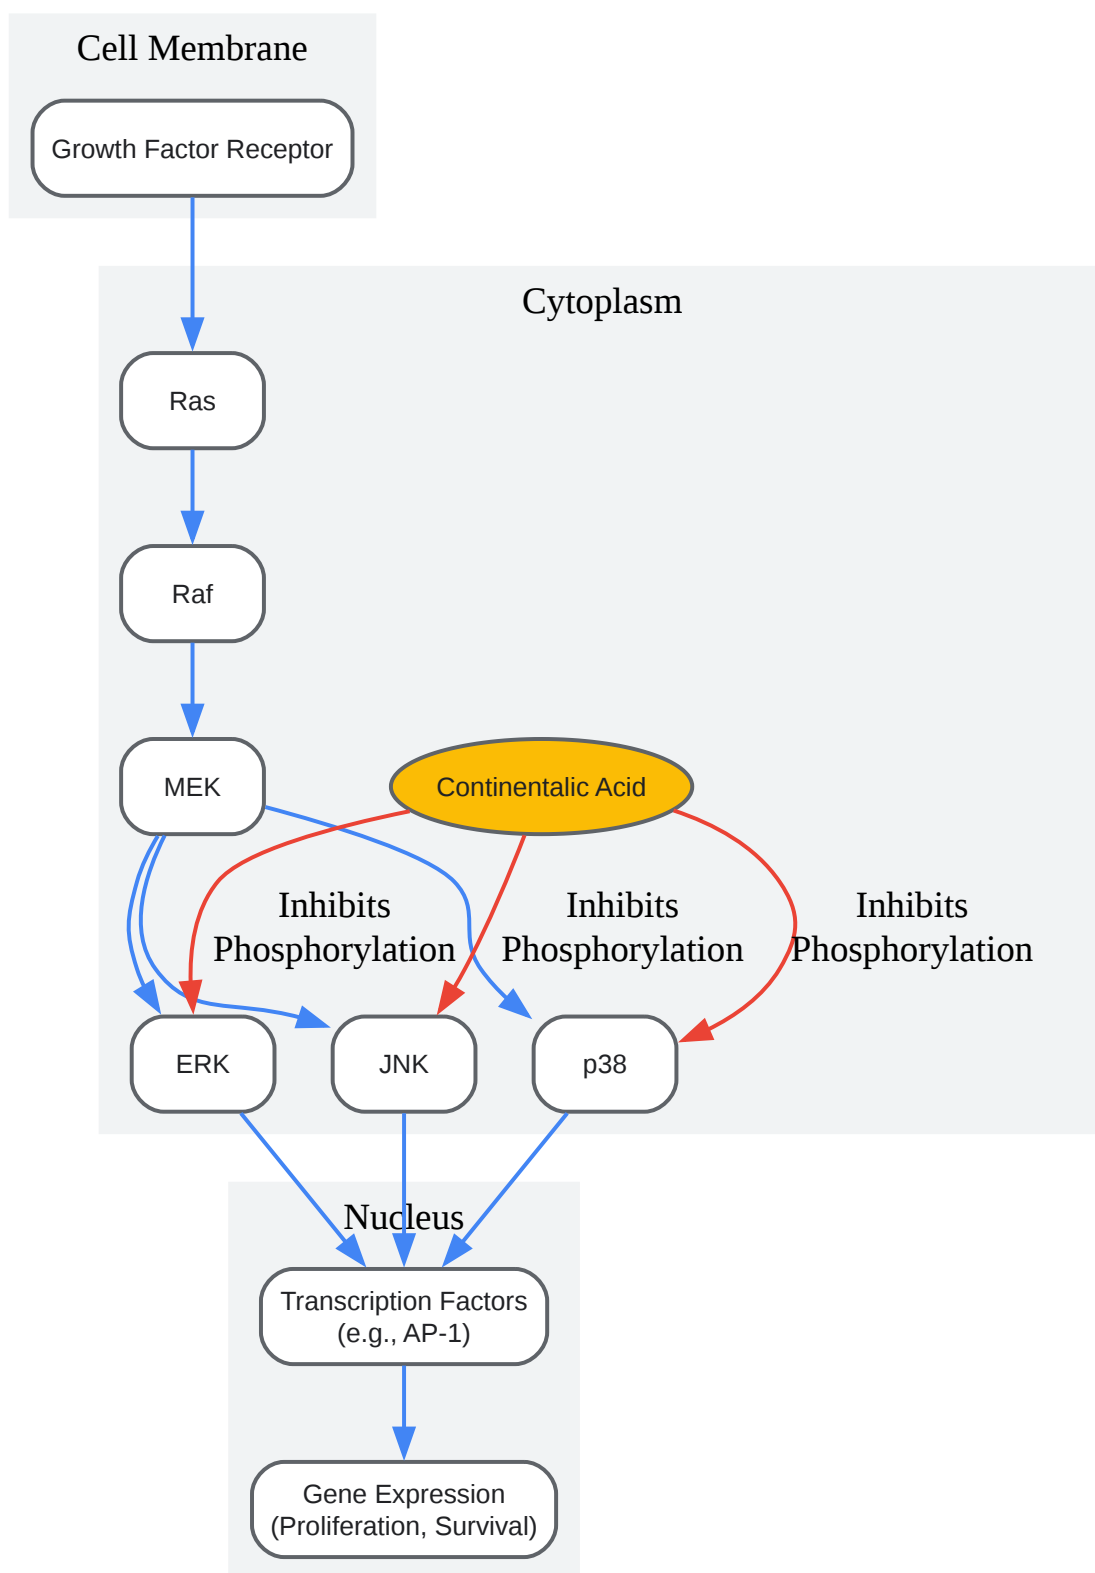 Cell Membrane
Growth Factor Receptor
Cytoplasm
Ras
Raf
MEK
Continentalic Acid
Inhibits
Phosphorylation
Inhibits
Phosphorylation
Inhibits
Phosphorylation
ERK
JNK
p38
Nucleus
Transcription Factors
(e.g., AP-1)
Gene Expression
(Proliferation, Survival)